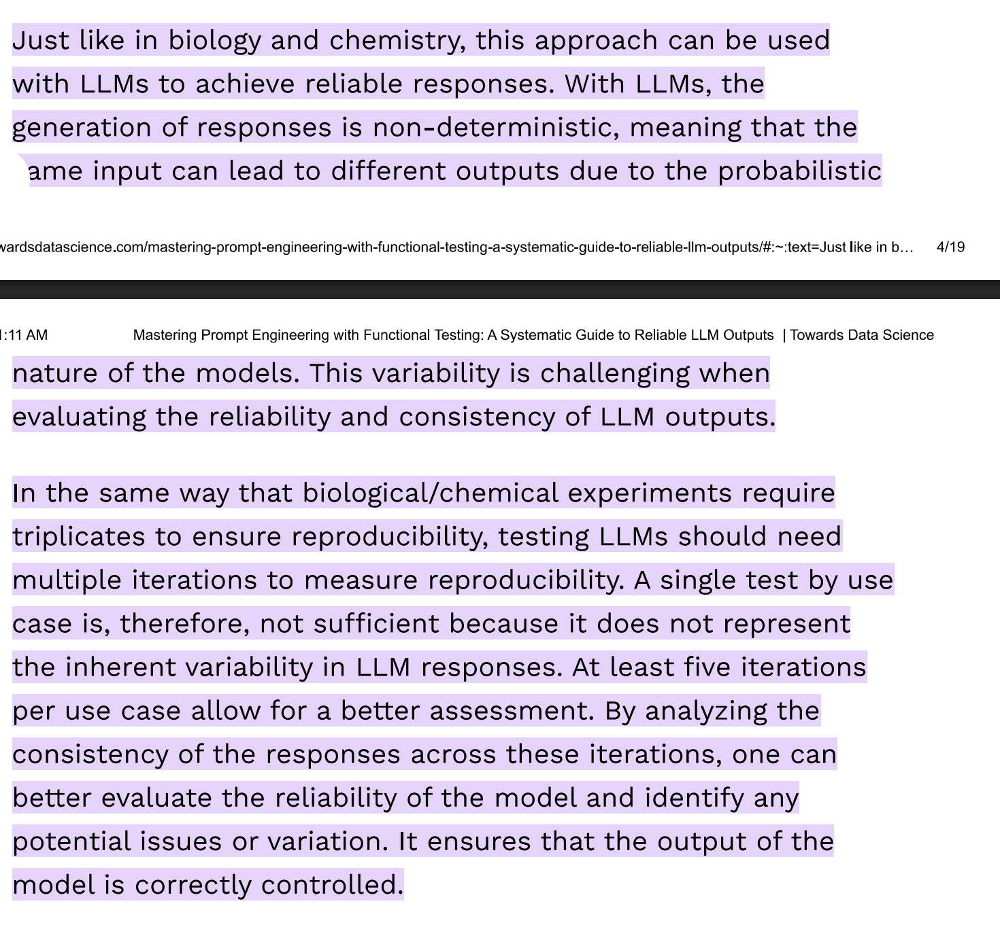 Just like in biology and chemistry, this approach can be used
with LLMs to achieve reliable responses. With LLMs, the
generation of responses is non-deterministic, meaning that the
ame input can lead to different outputs due to the probabilistic
wardsdatascience.com/mastering-prompt-engineering-with-functional-testing-a-systematic-guide-to-reliable-llm-outputs/#:~:text=Just like in b… 4/19
:11 AM Mastering Prompt Engineering with Functional Testing: A Systematic Guide to Reliable LLM Outputs | Towards Data Science
nature of the models. This variability is challenging when
evaluating the reliability and consistency of LLM outputs.
In the same way that biological/chemical experiments require
triplicates to ensure reproducibility, testing LLMs should need
multiple iterations to measure reproducibility. A single test by use
case is, therefore, not sufficient because it does not represent
the inherent variability in LLM responses. At least five iterations
per use case allow for a better assessment. By analyzing the
consistency of the responses across these iterations, one can
better evaluate the reliability of the model and identify any
potential issues or variation. It ensures that the output of the
model is correctly controlled.